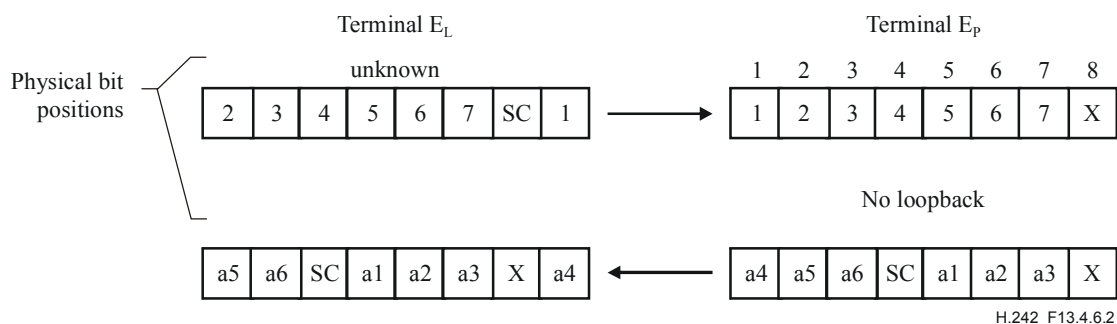 Terminal EL Terminal EP
Physical bit positions
unknown
1 2 3 4 5 6 7 8
2 3 4 5 6 7 SC 1
1 2 3 4 5 6 7 X
No loopback
a5 a6 SC a1 a2 a3 X a4
a4 a5 a6 SC a1 a2 a3 X
H.242_F13.4.6.2